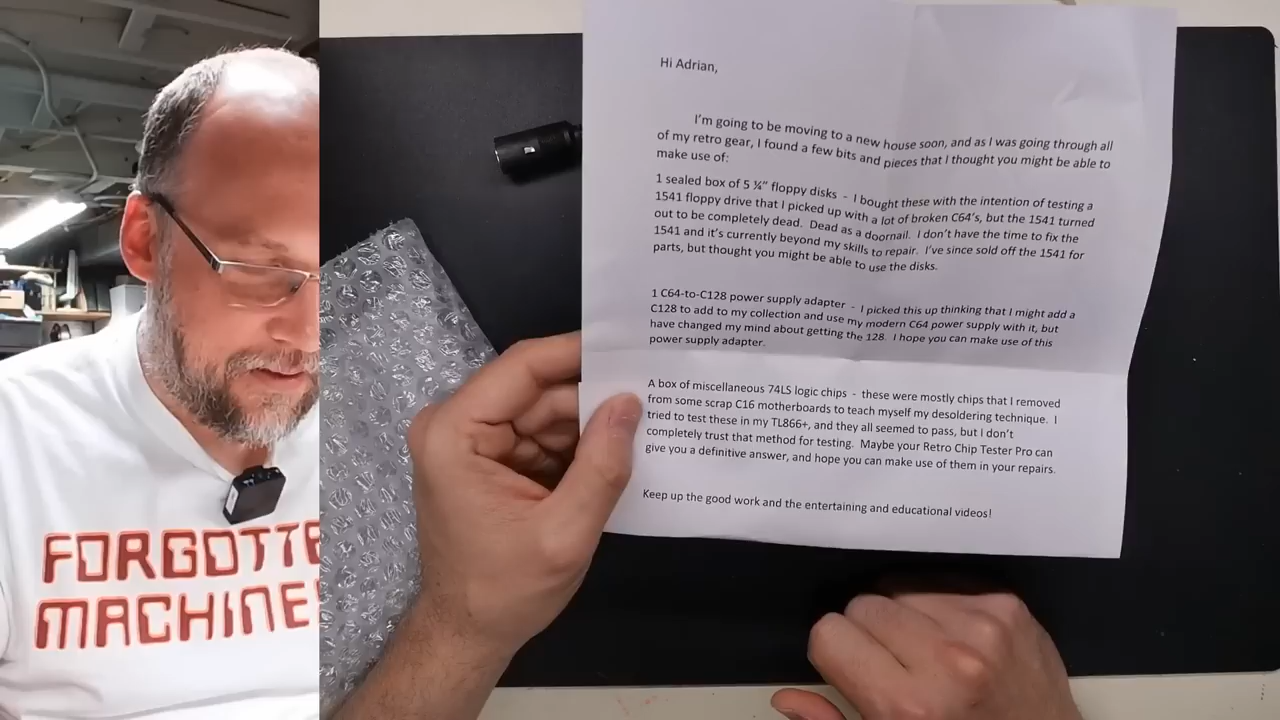 Hi Adrian,
I'm going to be moving to a new house soon, and as I was going through all
of my retro gear, I found a few bits and pieces that I thought you might be able to
make use of:
1 sealed box of 5 ¼" floppy disks - I bought these with the intention of testing a
1541 floppy drive that I picked up with a lot of broken C64's, but the 1541 turned
out to be completely dead. Dead as a doornail. I don't have the time to fix the
1541 and it's currently beyond my skills to repair. I've since sold off the 1541 for
parts, but thought you might be able to use the disks.
1 C64-to-C128 power supply adapter - I picked this up thinking that I might add a
C128 to add to my collection and use my modern C64 power supply with it, but
have changed my mind about getting the 128. I hope you can make use of this
power supply adapter.
A box of miscellaneous 74LS logic chips - these were mostly chips that I removed
from some scrap C16 motherboards to teach myself my desoldering technique. I
tried to test these in my TL866+, and they all seemed to pass, but I don't
completely trust that method for testing. Maybe your Retro Chip Tester Pro can
give you a definitive answer, and hope you can make use of them in your repairs.
Keep up the good work and the entertaining and educational videos!
FORGOTTE
MACHINE